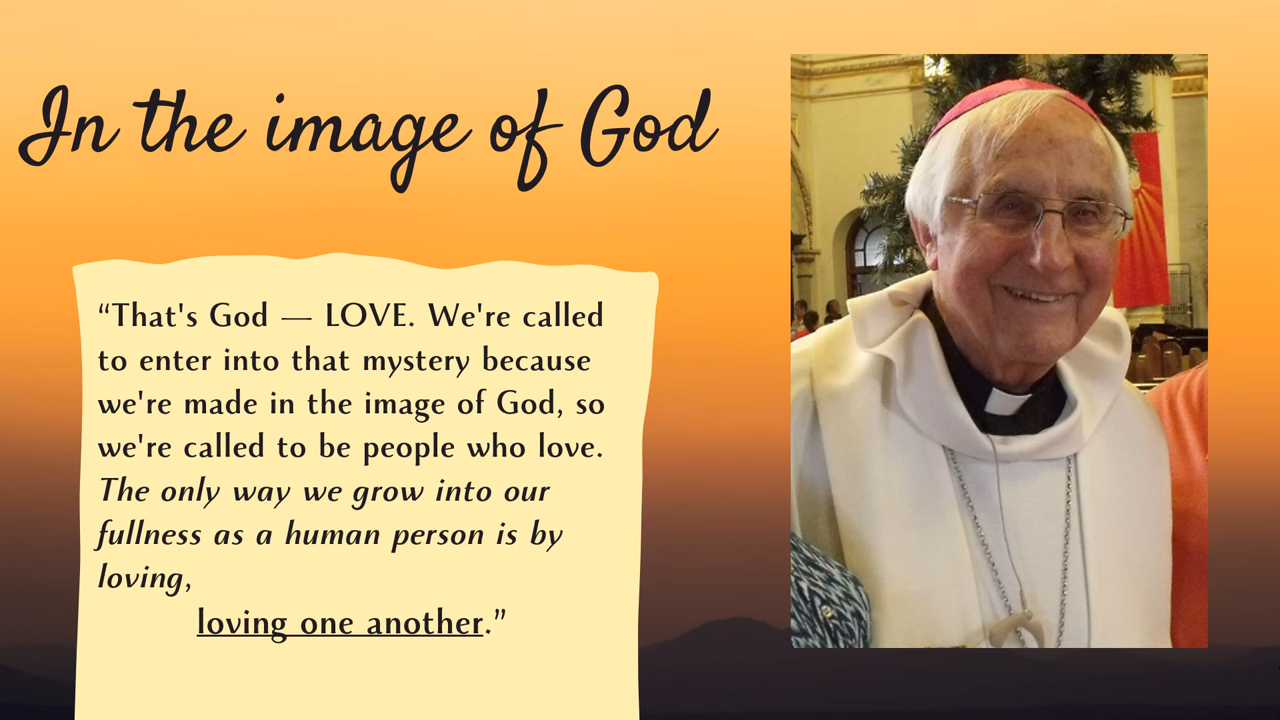 In the image of God
“That's God — LOVE. We're called
to enter into that mystery because
we're made in the image of God, so
we're called to be people who love.
The only way we grow into our
fullness as a human person is by
loving,
loving one another.”